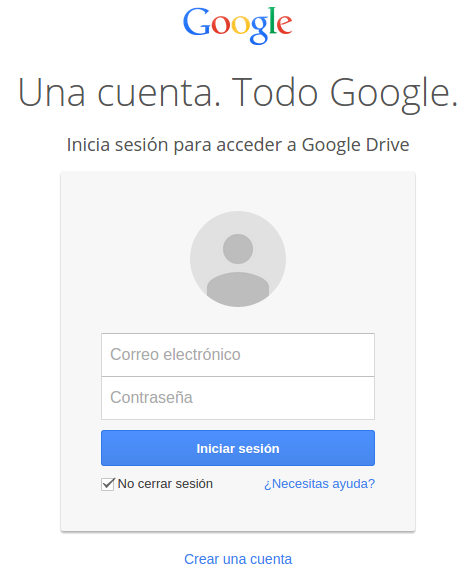 Google
Una cuenta. Todo Google.
Inicia sesión para acceder a Google Drive
Correo electrónico
Contraseña
Iniciar sesión
No cerrar sesión ¿Necesitas ayuda?
Crear una cuenta